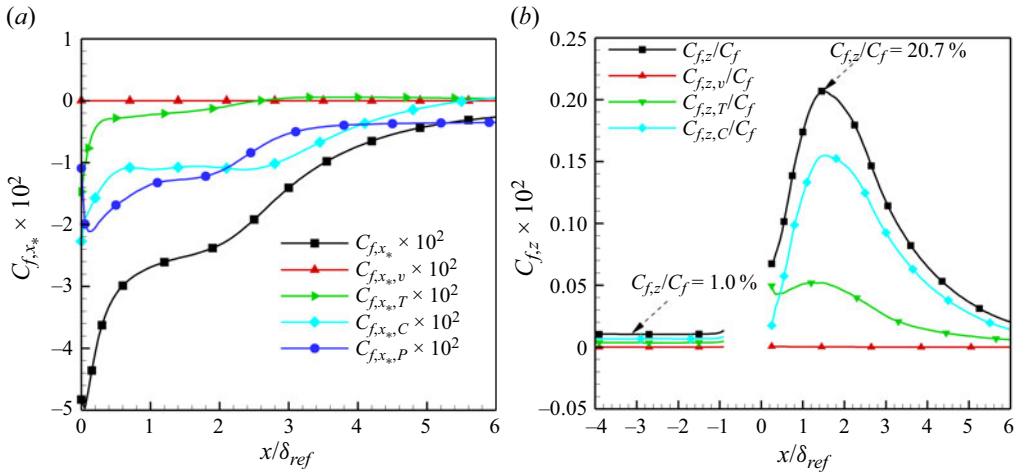 (a)
1
0
–1
–2
–3
–4
–5
C_{f,x_*} × 10^2
C_{f,x_*} × 10^2
C_{f,x_*,v} × 10^2
C_{f,x_*,T} × 10^2
C_{f,x_*,C} × 10^2
C_{f,x_*,P} × 10^2
0 1 2 3 4 5 6
x/δ_{ref}
(b)
0.25
0.20
0.15
0.10
0.05
0
–0.05
C_{f,z} × 10^2
C_{f,z}/C_f
C_{f,z,v}/C_f
C_{f,z,T}/C_f
C_{f,z,C}/C_f
C_{f,z}/C_f = 20.7 %
C_{f,z}/C_f = 1.0 %
–4 –3 –2 –1 0 1 2 3 4 5 6
x/δ_{ref}